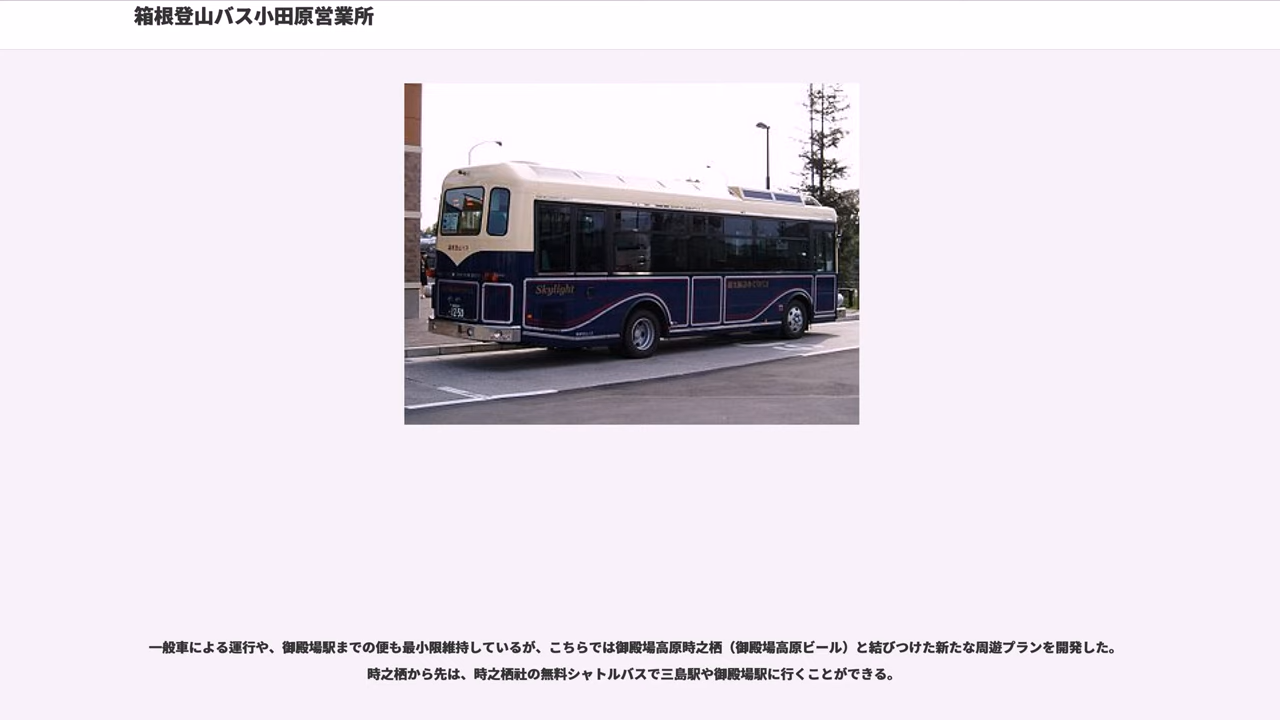 箱根登山バス小田原営業所
Skylight
一般車による運行や、御殿場駅までの便も最小限維持しているが、こちらでは御殿場高原時之栖（御殿場高原ビール）と結びつけた新たな周遊プランを開発した。
時之栖から先は、時之栖社の無料シャトルバスで三島駅や御殿場駅に行くことができる。